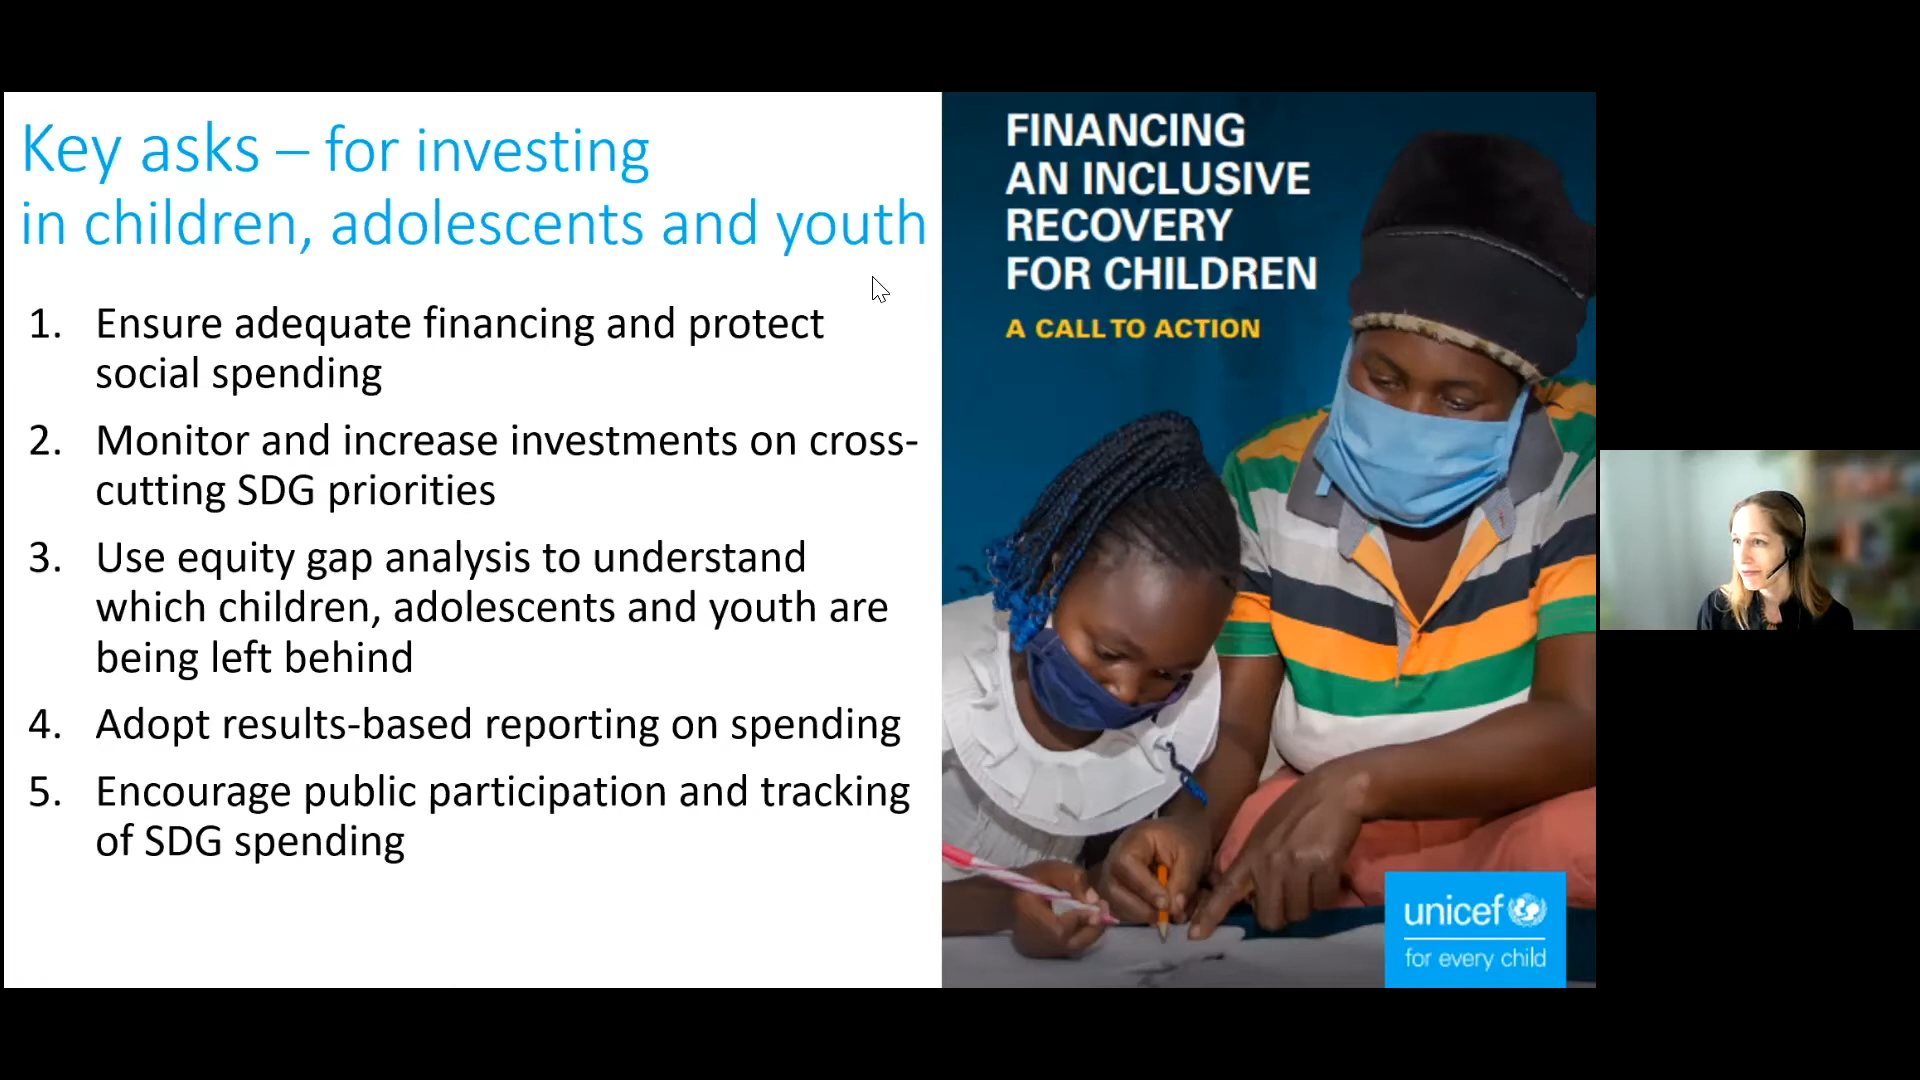 Key asks – for investing
in children, adolescents and youth
1. Ensure adequate financing and protect
social spending
2. Monitor and increase investments on cross-
cutting SDG priorities
3. Use equity gap analysis to understand
which children, adolescents and youth are
being left behind
4. Adopt results-based reporting on spending
5. Encourage public participation and tracking
of SDG spending
FINANCING
AN INCLUSIVE
RECOVERY
FOR CHILDREN
A CALL TO ACTION
unicef
for every child